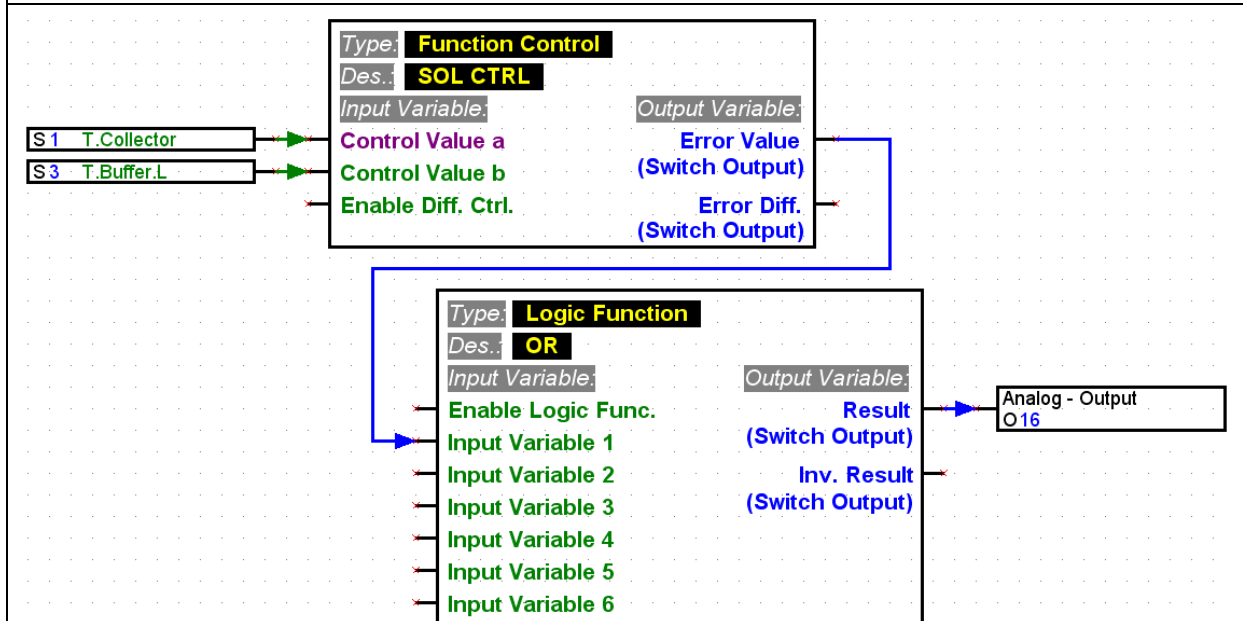 Type: Function Control
Des.: SOL CTRL
Input Variable: Output Variable:
S 1 T.Collector
Control Value a
Error Value
(Switch Output)
S 3 T.Buffer.L
Control Value b
Enable Diff. Ctrl.
Error Diff.
(Switch Output)
Type: Logic Function
Des.: OR
Input Variable: Output Variable:
Enable Logic Func.
Result
(Switch Output)
Analog - Output
O 16
Input Variable 1
Input Variable 2
Inv. Result
(Switch Output)
Input Variable 3
Input Variable 4
Input Variable 5
Input Variable 6